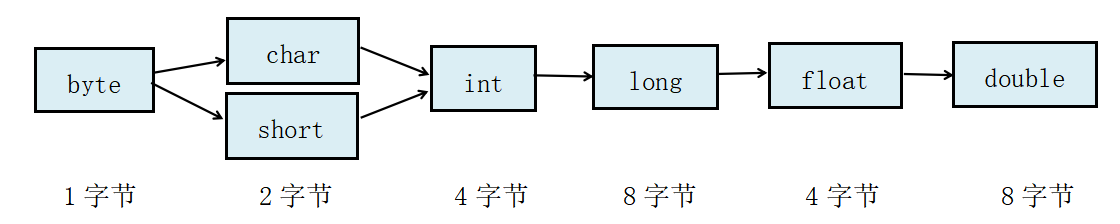 byte char short int long float double
1字节 2字节 4字节 8字节 4字节 8字节